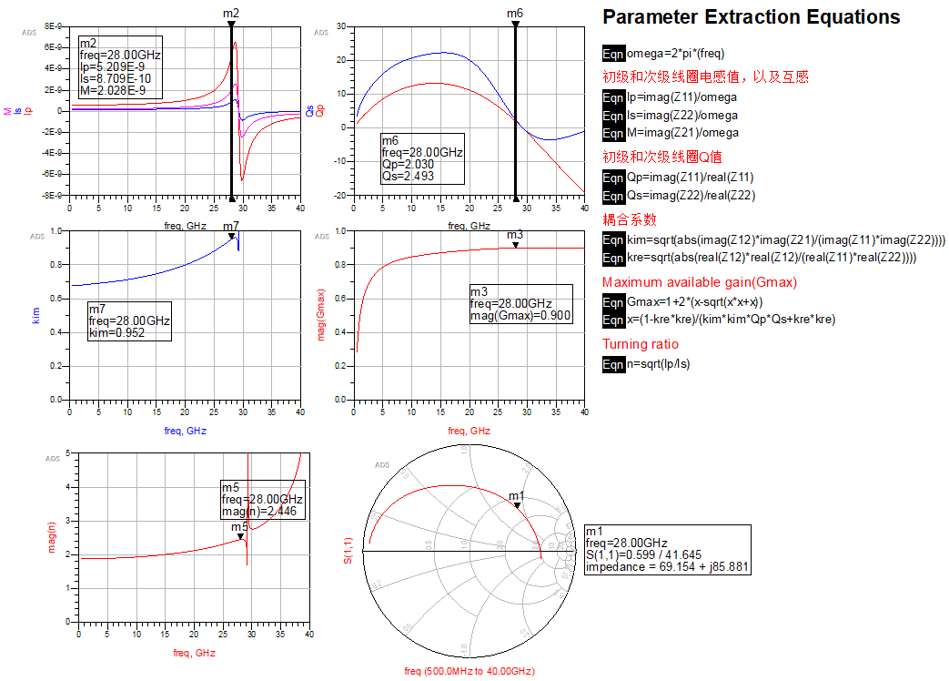 m2
m6
Parameter Extraction Equations
ADS
8E-9
6E-9
4E-9
2E-9
0
-2E-9
-4E-9
-6E-9
-8E-9
m2
freq=28.00GHz
lp=5.209E-9
ls=8.709E-10
M=2.028E-9
M
ls
lp
0 5 10 15 20 25 30 35 40
freq, GHz
ADS
30
20
10
0
-10
-20
m6
freq=28.00GHz
Qp=2.030
Qs=2.493
Qs
Qp
0 5 10 15 20 25 30 35 40
freq, GHz
Eqn omega=2*pi*(freq)
初级和次级线圈电感值，以及互感
Eqn lp=imag(Z11)/omega
Eqn ls=imag(Z22)/omega
Eqn M=imag(Z21)/omega
初级和次级线圈Q值
Eqn Qp=imag(Z11)/real(Z11)
Eqn Qs=imag(Z22)/real(Z22)
耦合系数
Eqn kim=sqrt(abs(imag(Z12)*imag(Z21)/(imag(Z11)*imag(Z22))))
Eqn kre=sqrt(abs(real(Z12)*real(Z12)/(real(Z11)*real(Z22))))
Maximum available gain(Gmax)
Eqn Gmax=1+2*(x-sqrt(x*x+x))
Eqn x=(1-kre*kre)/(kim*kim*Qp*Qs+kre*kre)
Turning ratio
Eqn n=sqrt(lp/ls)
ADS
m7
1.0
0.8
0.6
0.4
0.2
0.0
m7
freq=28.00GHz
kim=0.952
kim
0 5 10 15 20 25 30 35 40
freq, GHz
ADS
m3
1.0
0.8
0.6
0.4
0.2
0.0
m3
freq=28.00GHz
mag(Gmax)=0.900
mag(Gmax)
0 5 10 15 20 25 30 35 40
freq, GHz
ADS
5
4
3
2
1
0
m5
freq=28.00GHz
mag(n)=2.446
m5
mag(n)
0 5 10 15 20 25 30 35 40
freq, GHz
ADS
m1
S(1,1)
m1
freq=28.00GHz
S(1,1)=0.599 / 41.645
impedance = 69.154 + j85.881
freq (500.0MHz to 40.00GHz)